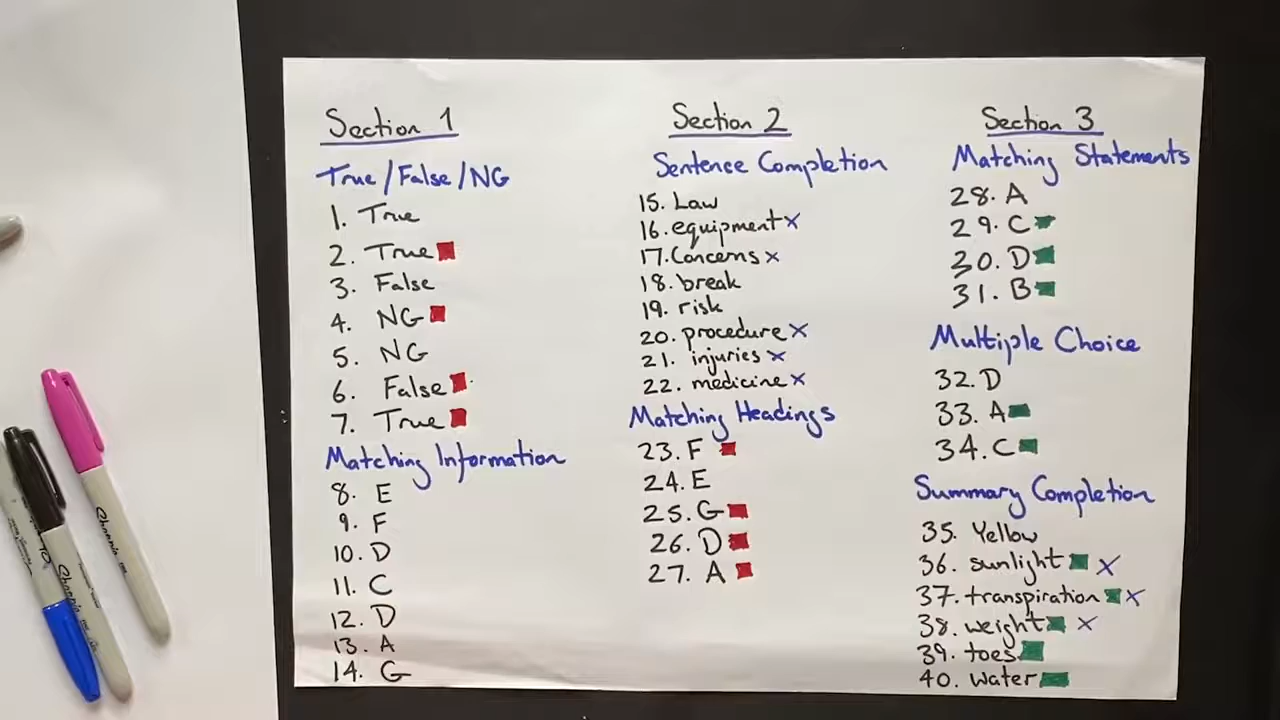 Section 1
True/False/NG
1. True
2. True
3. False
4. NG
5. NG
6. False
7. True
Matching Information
8. E
9. F
10. D
11. C
12. D
13. A
14. G
Section 2
Sentence Completion
15. Law
16. equipment x
17. Concerns x
18. break
19. risk
20. procedure x
21. injuries x
22. medicine x
Matching Headings
23. F
24. E
25. G
26. D
27. A
Section 3
Matching Statements
28. A
29. C
30. D
31. B
Multiple Choice
32. D
33. A
34. C
Summary Completion
35. Yellow
36. sunlight x
37. transpiration x
38. weight x
39. toes
40. water
Sharpie
Sharpie